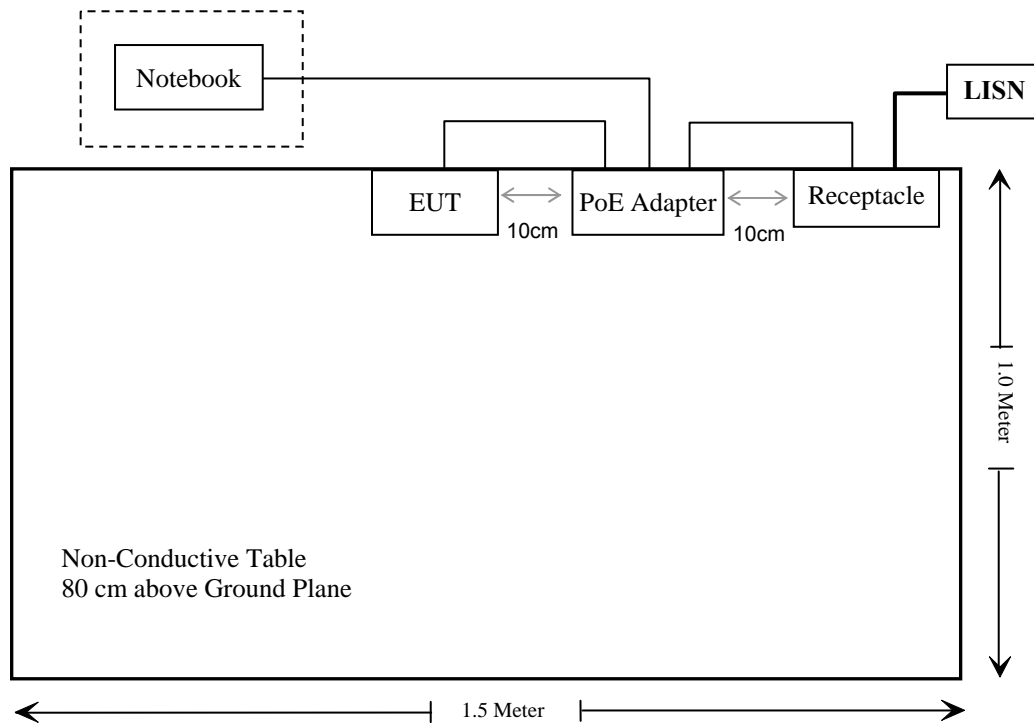 Notebook
LISN
EUT
PoE Adapter
Receptacle
10cm
10cm
1.0 Meter
Non-Conductive Table
80 cm above Ground Plane
1.5 Meter